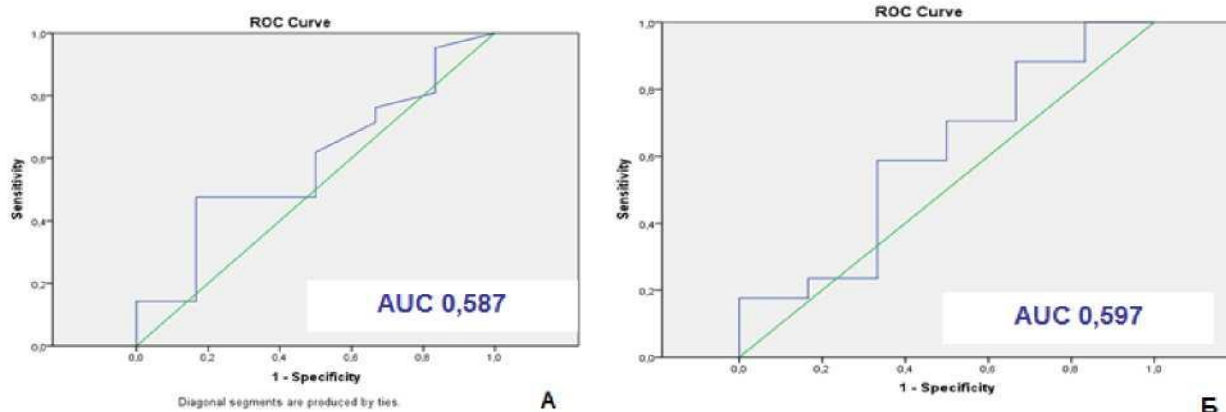 ROC Curve
1,0
0,8
0,6
0,4
0,2
0,0
Sensitivity
0,0 0,2 0,4 0,6 0,8 1,0
1 - Specificity
AUC 0,587
Diagonal segments are produced by ties.
А
ROC Curve
1,0
0,8
0,6
0,4
0,2
0,0
Sensitivity
0,0 0,2 0,4 0,6 0,8 1,0
1 - Specificity
AUC 0,597
Б